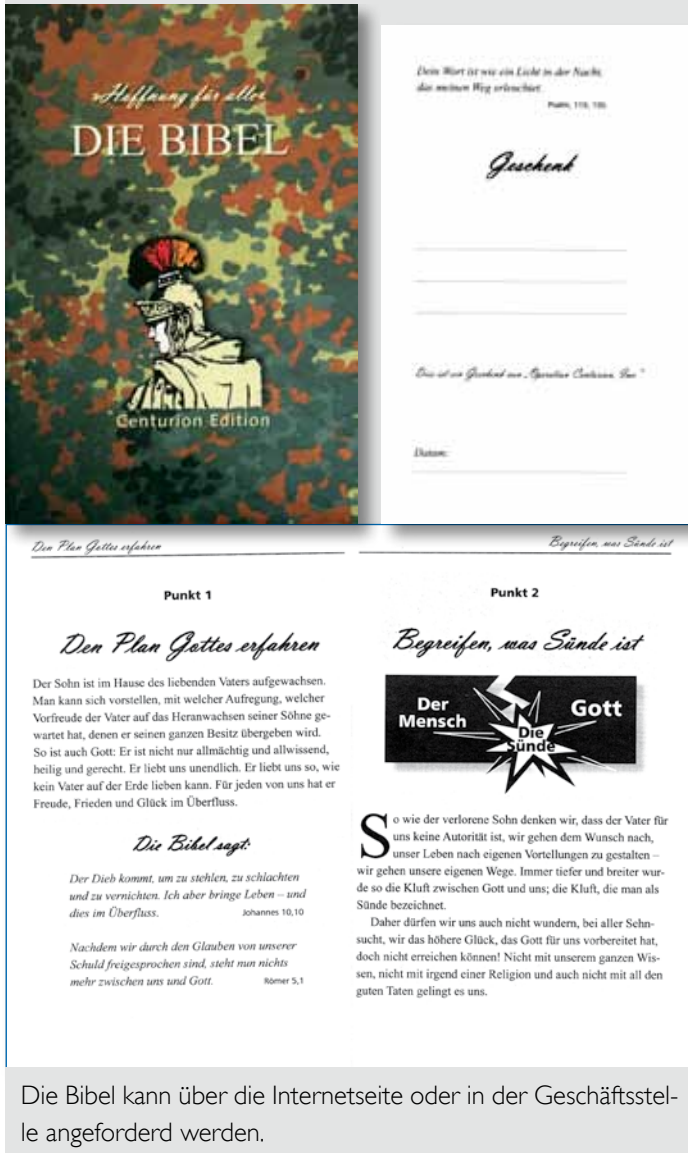 »Hoffnung für alle«
DIE BIBEL
Centurion Edition
Dein Wort ist wie ein Licht in der Nacht,
das meinen Weg erleuchtet.
Psalm, 119, 105
Geschenk
Dies ist ein Geschenk von „Operation Centurion, Inc."
Datum:
Den Plan Gottes erfahren
Punkt 1
Den Plan Gottes erfahren
Der Sohn ist im Hause des liebenden Vaters aufgewachsen.
Man kann sich vorstellen, mit welcher Aufregung, welcher
Vorfreude der Vater auf das Heranwachsen seiner Söhne ge-
wartet hat, denen er seinen ganzen Besitz übergeben wird.
So ist auch Gott: Er ist nicht nur allmächtig und allwissend,
heilig und gerecht. Er liebt uns unendlich. Er liebt uns so, wie
kein Vater auf der Erde lieben kann. Für jeden von uns hat er
Freude, Frieden und Glück im Überfluss.
Die Bibel sagt:
Der Dieb kommt, um zu stehlen, zu schlachten
und zu vernichten. Ich aber bringe Leben – und
dies im Überfluss. Johannes 10,10
Nachdem wir durch den Glauben von unserer
Schuld freigesprochen sind, steht nun nichts
mehr zwischen uns und Gott. Römer 5,1
Begreifen, was Sünde ist
Punkt 2
Begreifen, was Sünde ist
Der
Mensch
Gott
Die
Sünde
So wie der verlorene Sohn denken wir, dass der Vater für
uns keine Autorität ist, wir gehen dem Wunsch nach,
unser Leben nach eigenen Vortellungen zu gestalten –
wir gehen unsere eigenen Wege. Immer tiefer und breiter wur-
de so die Kluft zwischen Gott und uns; die Kluft, die man als
Sünde bezeichnet.
Daher dürfen wir uns auch nicht wundern, bei aller Sehn-
sucht, wir das höhere Glück, das Gott für uns vorbereitet hat,
doch nicht erreichen können! Nicht mit unserem ganzen Wis-
sen, nicht mit irgend einer Religion und auch nicht mit all den
guten Taten gelingt es uns.
Die Bibel kann über die Internetseite oder in der Geschäftsstel-
le angeforderd werden.